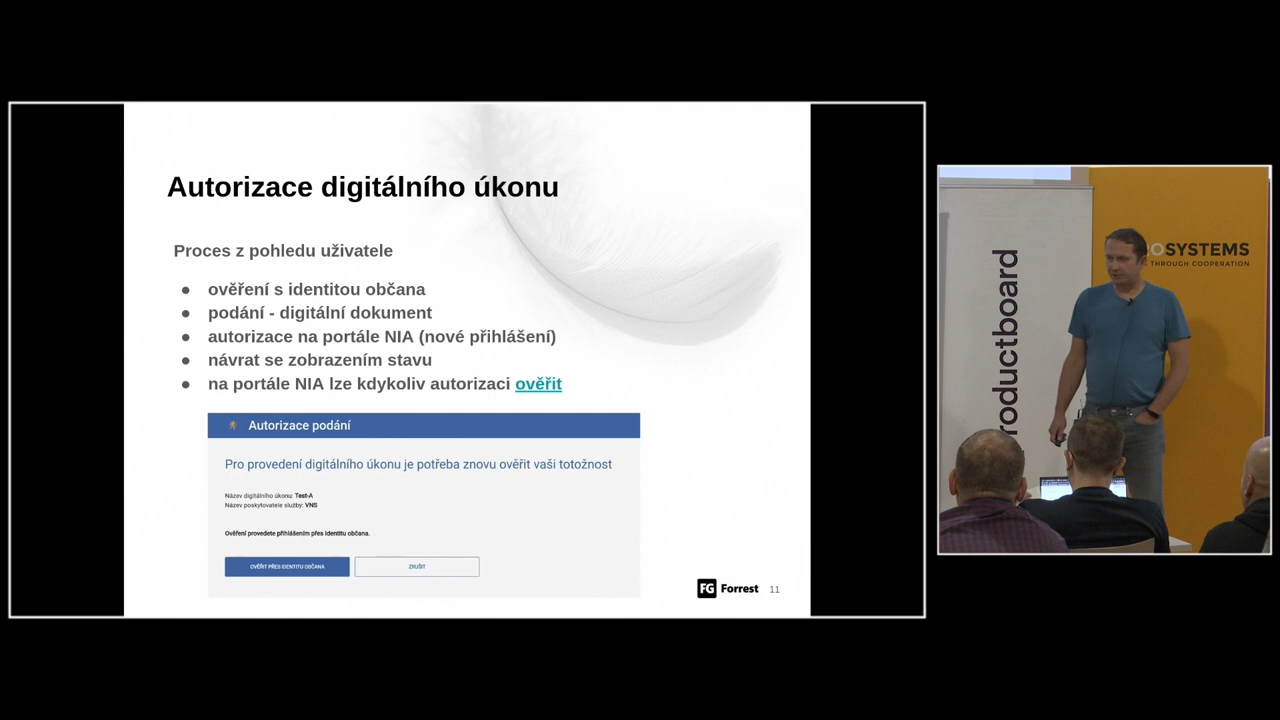 Autorizace digitálního úkonu
Proces z pohledu uživatele
● ověření s identitou občana
● podání - digitální dokument
● autorizace na portále NIA (nové přihlášení)
● návrat se zobrazením stavu
● na portále NIA lze kdykoliv autorizaci ověřit
Autorizace podání
Pro provedení digitálního úkonu je potřeba znovu ověřit vaši totožnost
Název digitálního úkonu: Test-A
Název poskytovatele služby: VNS
Ověření provedete přihlášením přes Identitu občana.
OVĚŘIT PŘES IDENTITU OBČANA
ZRUŠIT
FG Forrest 11
roductboard
OSYSTEMS
THROUGH COOPERATION